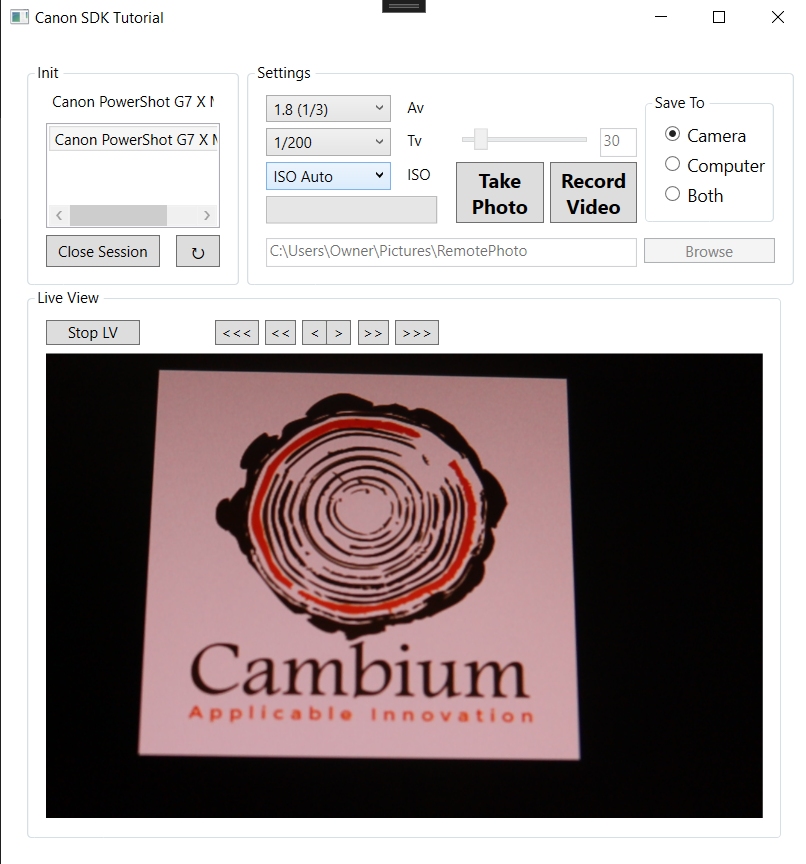 Canon SDK Tutorial
Init
Canon PowerShot G7 X
Canon PowerShot G7 X
Close Session
↻
Settings
1.8 (1/3)
Av
1/200
Tv
30
ISO Auto
ISO
Take
Photo
Record
Video
C:\Users\Owner\Pictures\RemotePhoto
Browse
Save To
Camera
Computer
Both
Live View
Stop LV
<<< << < > >> >>>
Cambium
Applicable Innovation